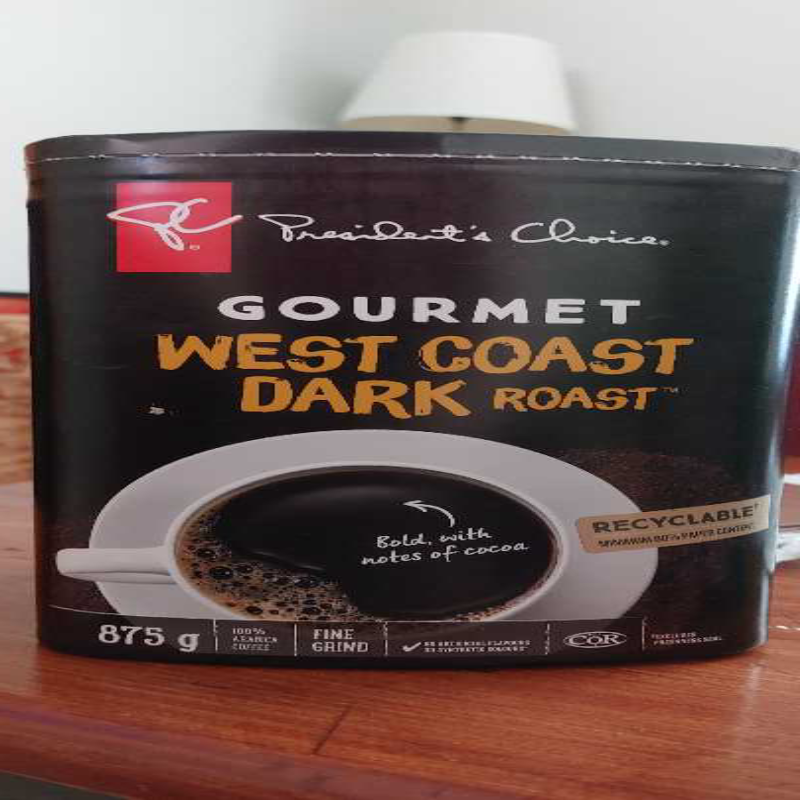 PC®
President's Choice®
GOURMET
WEST COAST
DARK ROAST™
Bold, with
notes of cocoa
RECYCLABLE†
875 g
100%
ARABICA
COFFEE
FINE
GRIND
COR